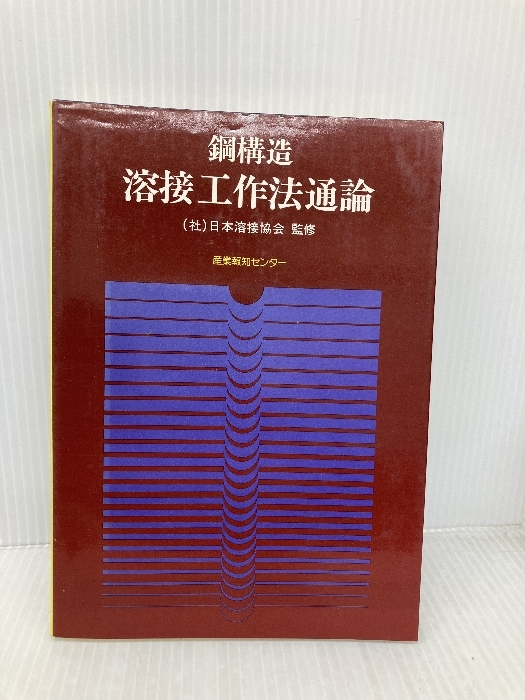 鋼構造
溶接工作法通論
(社)日本溶接協会 監修
産業報知センター